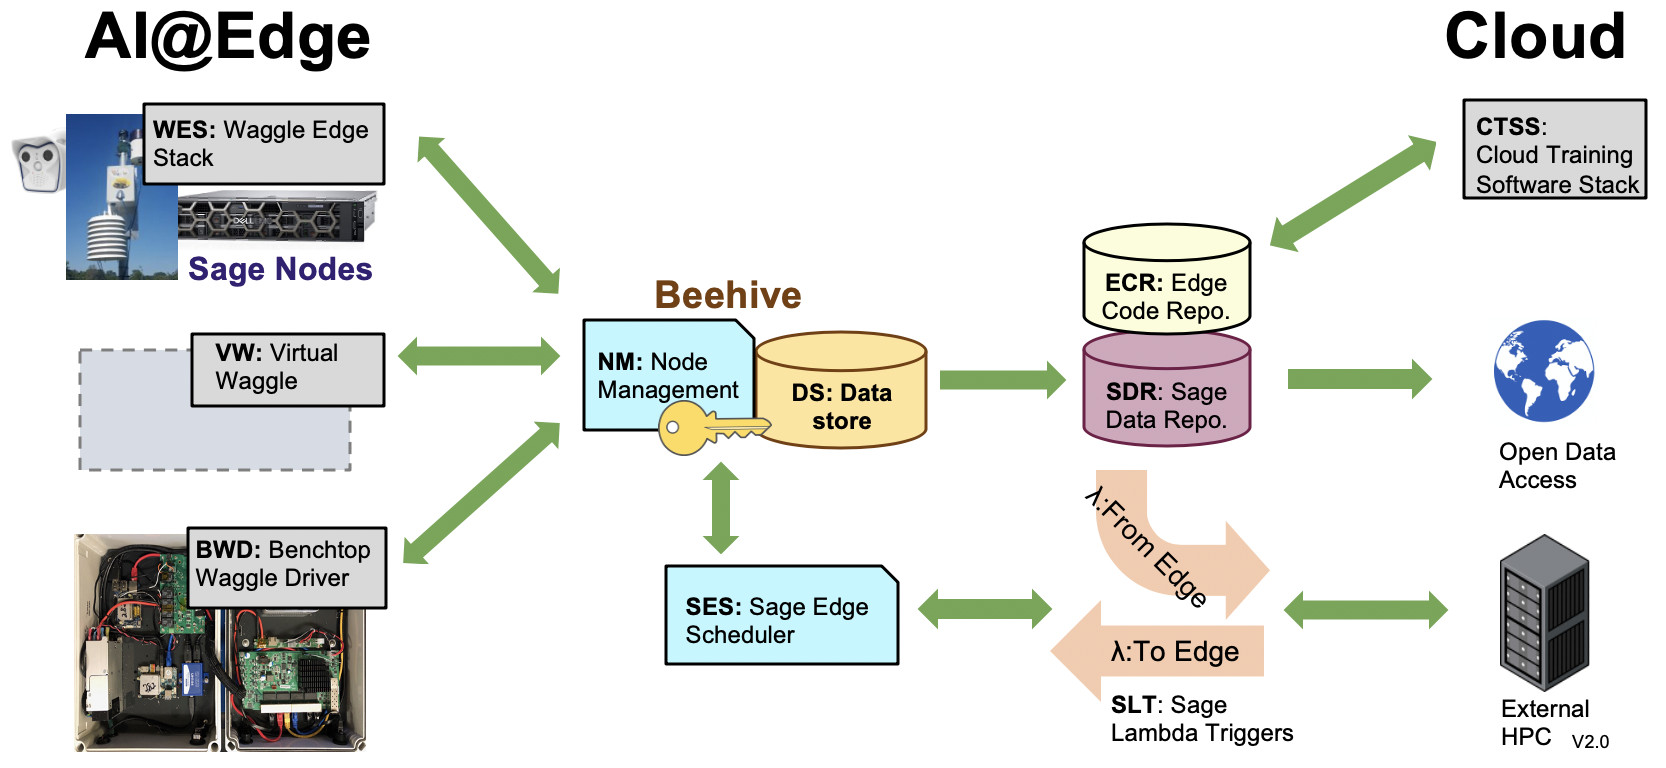 AI@Edge
Cloud
WES: Waggle Edge
Stack
DELL
Sage Nodes
CTSS:
Cloud Training
Software Stack
ECR: Edge
Code Repo.
Beehive
VW: Virtual
Waggle
NM: Node
Management
DS: Data
store
SDR: Sage
Data Repo.
Open Data
Access
λ:From Edge
BWD: Benchtop
Waggle Driver
SES: Sage Edge
Scheduler
λ:To Edge
SLT: Sage
Lambda Triggers
External
HPC
V2.0